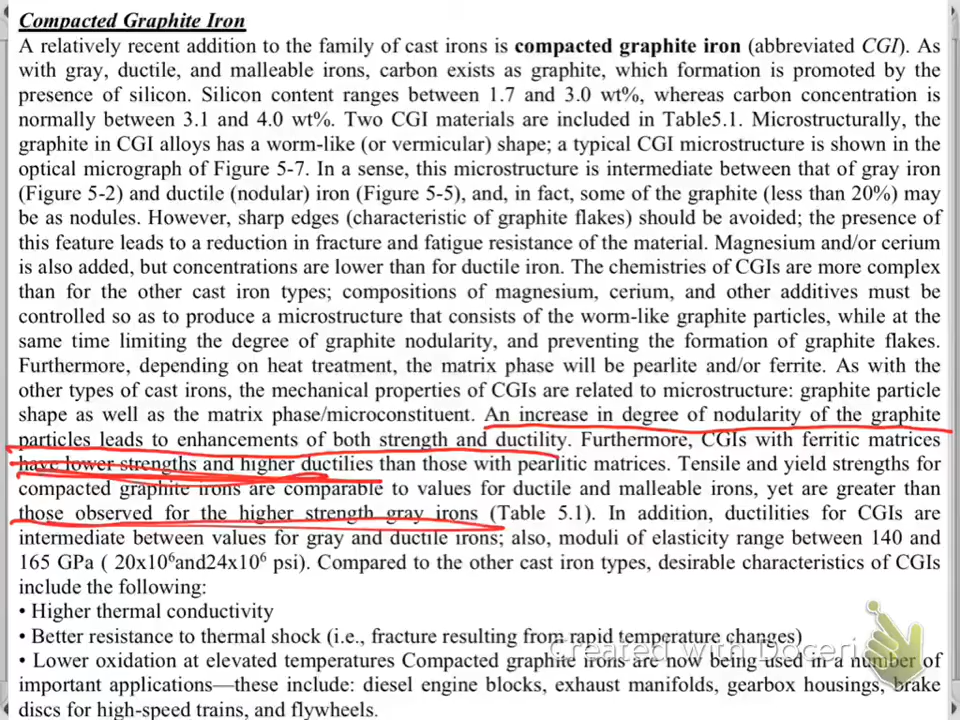 Compacted Graphite Iron
A relatively recent addition to the family of cast irons is compacted graphite iron (abbreviated CGI). As
with gray, ductile, and malleable irons, carbon exists as graphite, which formation is promoted by the
presence of silicon. Silicon content ranges between 1.7 and 3.0 wt%, whereas carbon concentration is
normally between 3.1 and 4.0 wt%. Two CGI materials are included in Table5.1. Microstructurally, the
graphite in CGI alloys has a worm-like (or vermicular) shape; a typical CGI microstructure is shown in the
optical micrograph of Figure 5-7. In a sense, this microstructure is intermediate between that of gray iron
(Figure 5-2) and ductile (nodular) iron (Figure 5-5), and, in fact, some of the graphite (less than 20%) may
be as nodules. However, sharp edges (characteristic of graphite flakes) should be avoided; the presence of
this feature leads to a reduction in fracture and fatigue resistance of the material. Magnesium and/or cerium
is also added, but concentrations are lower than for ductile iron. The chemistries of CGIs are more complex
than for the other cast iron types; compositions of magnesium, cerium, and other additives must be
controlled so as to produce a microstructure that consists of the worm-like graphite particles, while at the
same time limiting the degree of graphite nodularity, and preventing the formation of graphite flakes.
Furthermore, depending on heat treatment, the matrix phase will be pearlite and/or ferrite. As with the
other types of cast irons, the mechanical properties of CGIs are related to microstructure: graphite particle
shape as well as the matrix phase/microconstituent. An increase in degree of nodularity of the graphite
particles leads to enhancements of both strength and ductility. Furthermore, CGIs with ferritic matrices
have lower strengths and higher ductilies than those with pearlitic matrices. Tensile and yield strengths for
compacted graphite irons are comparable to values for ductile and malleable irons, yet are greater than
those observed for the higher strength gray irons (Table 5.1). In addition, ductilities for CGIs are
intermediate between values for gray and ductile irons; also, moduli of elasticity range between 140 and
165 GPa ( 20x10⁶and24x10⁶ psi). Compared to the other cast iron types, desirable characteristics of CGIs
include the following:
• Higher thermal conductivity
• Better resistance to thermal shock (i.e., fracture resulting from rapid temperature changes)
Created with Doceri
• Lower oxidation at elevated temperatures Compacted graphite irons are now being used in a number of
important applications—these include: diesel engine blocks, exhaust manifolds, gearbox housings, brake
discs for high-speed trains, and flywheels.